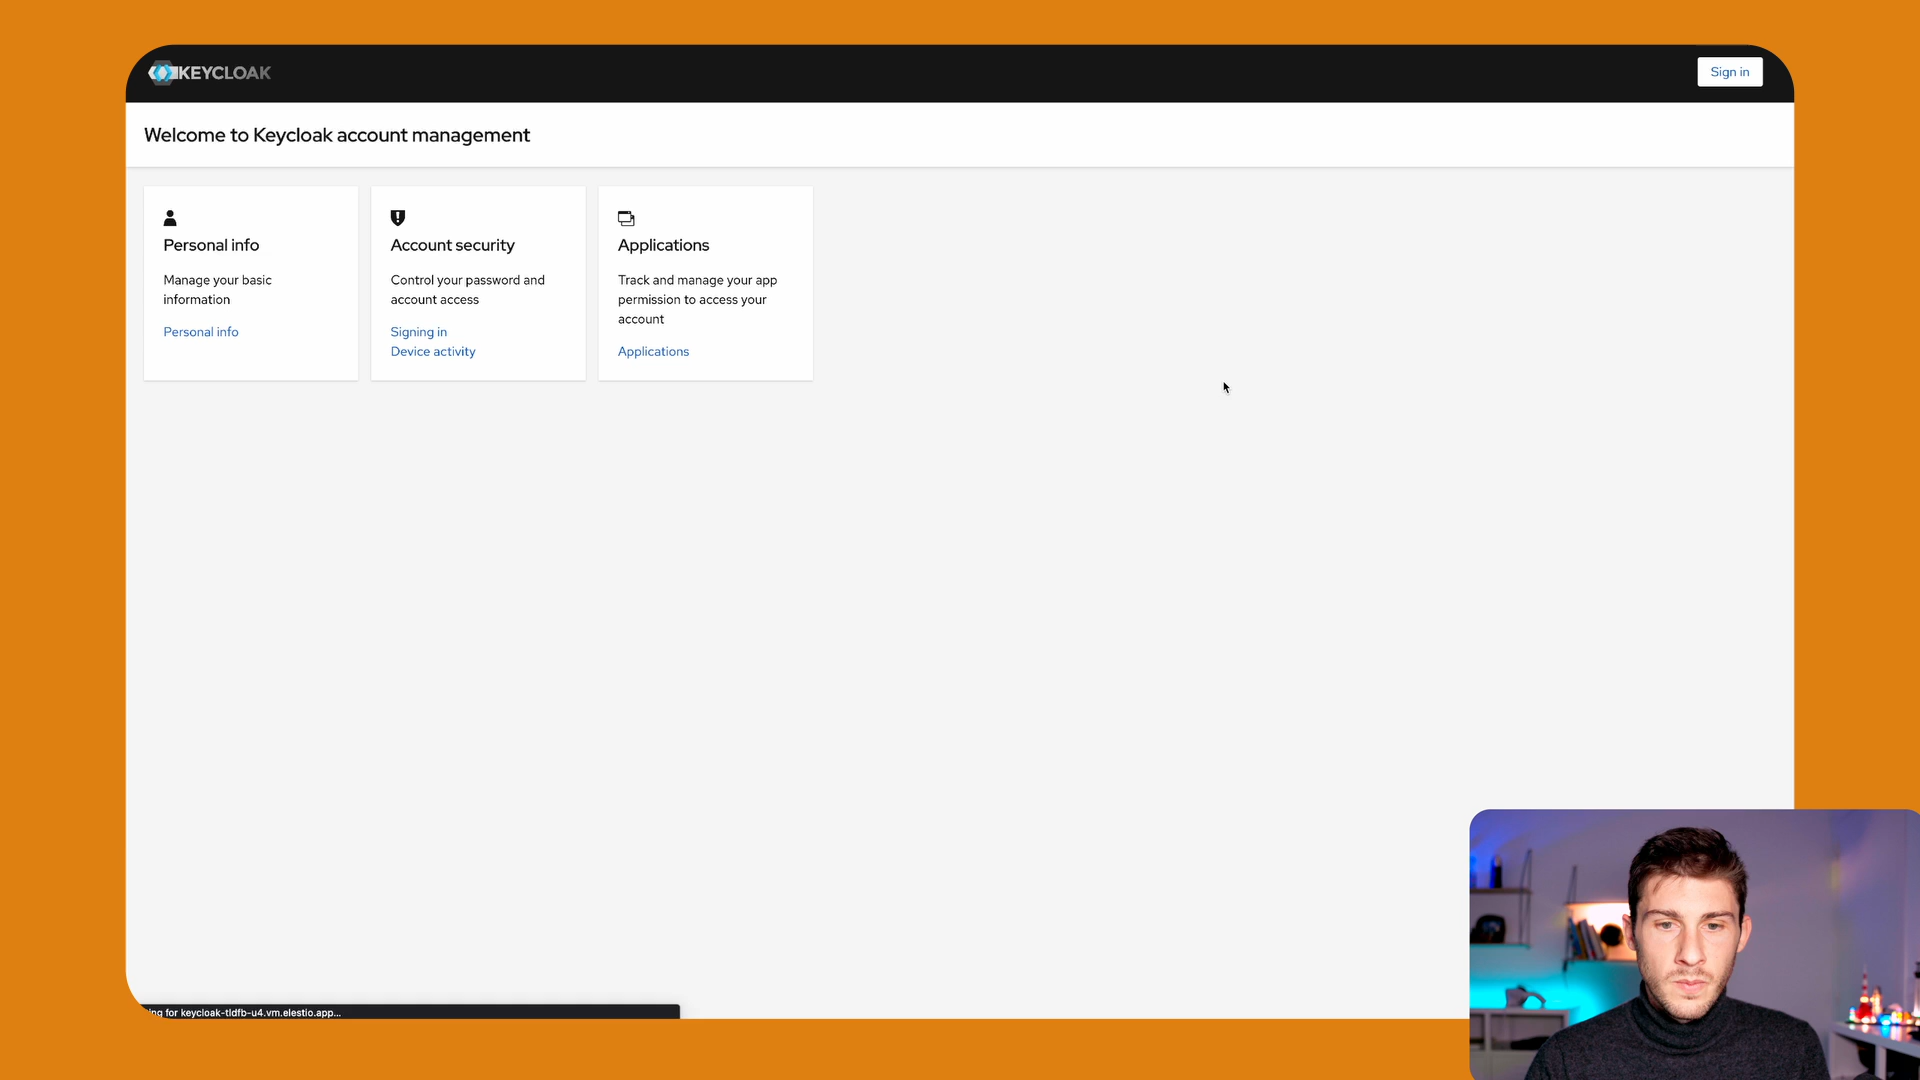 KEYCLOAK
Sign in
Welcome to Keycloak account management
Personal info
Manage your basic
information
Personal info
Account security
Control your password and
account access
Signing in
Device activity
Applications
Track and manage your app
permission to access your
account
Applications
for keycloak-tldfb-u4.vm.elestio.app...